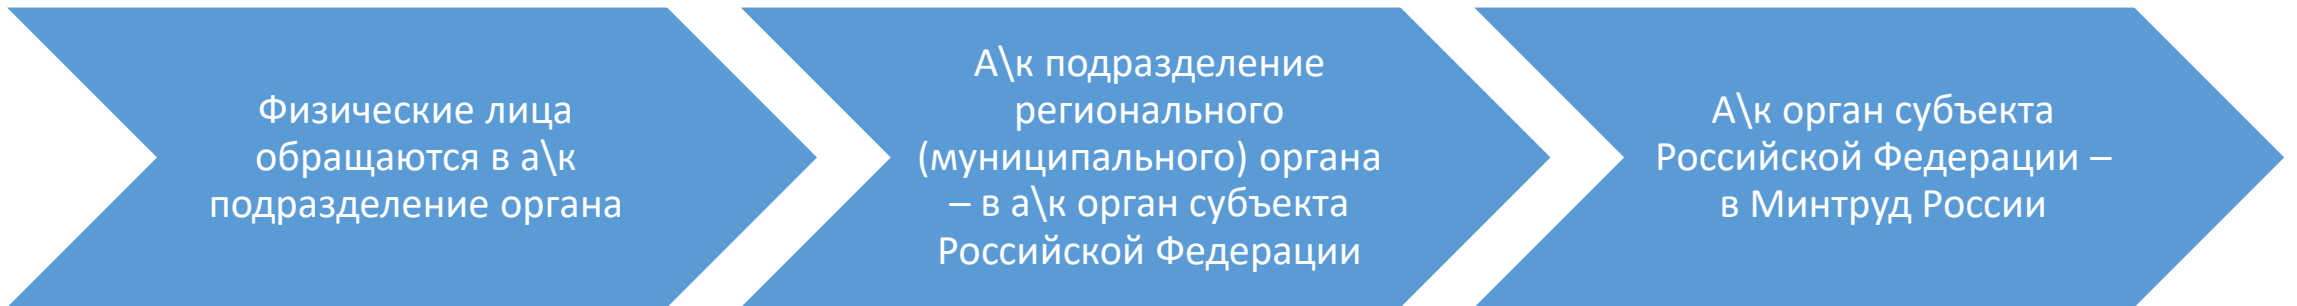 Физические лица
обращаются в а\к
подразделение органа
А\к подразделение
регионального
(муниципального) органа
– в а\к орган субъекта
Российской Федерации
А\к орган субъекта
Российской Федерации –
в Минтруд России